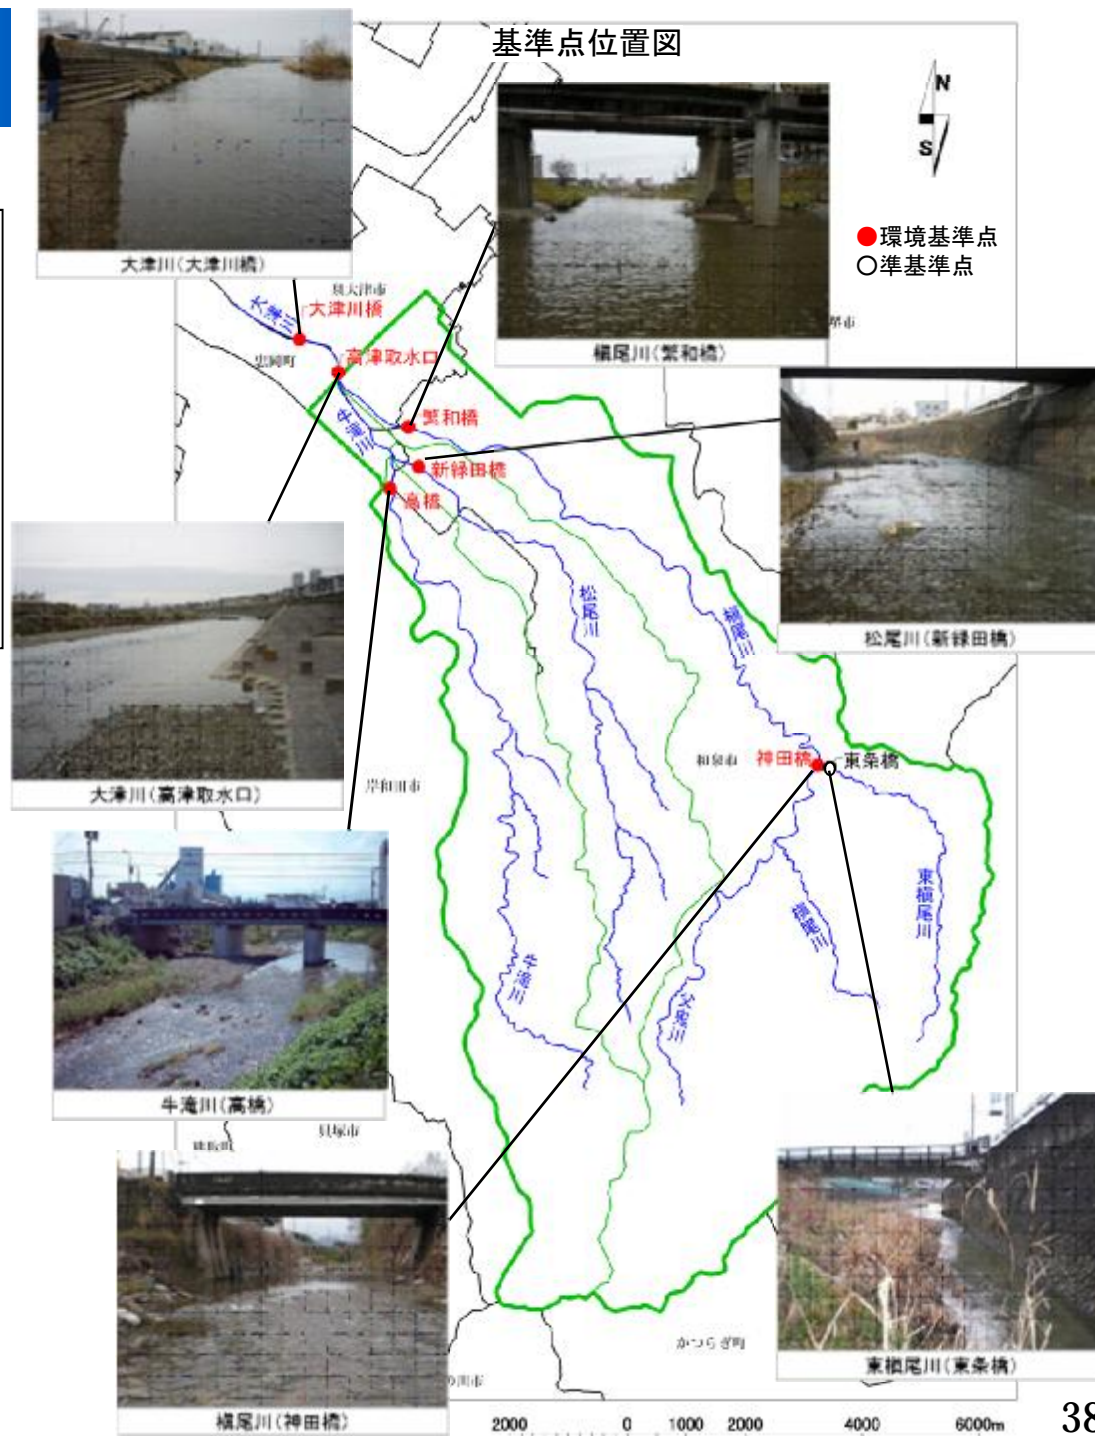 基準点位置図
N
S
●環境基準点
○準基準点
大津川(大津川橋)
槇尾川(繁和橋)
泉大津市
大津川
大津川橋
忠岡町
高津取水口
堺市
牛滝川
繁和橋
新緑田橋
高橋
松尾川(新緑田橋)
松尾川
槇尾川
大津川(高津取水口)
和泉市
神田橋
東条橋
岸和田市
東槇尾川
槇尾川
牛滝川
父鬼川
牛滝川(高橋)
貝塚市
かつらぎ町
東槇尾川(東条橋)
の川市
槇尾川(神田橋)
2000 0 1000 2000 4000 6000m
38